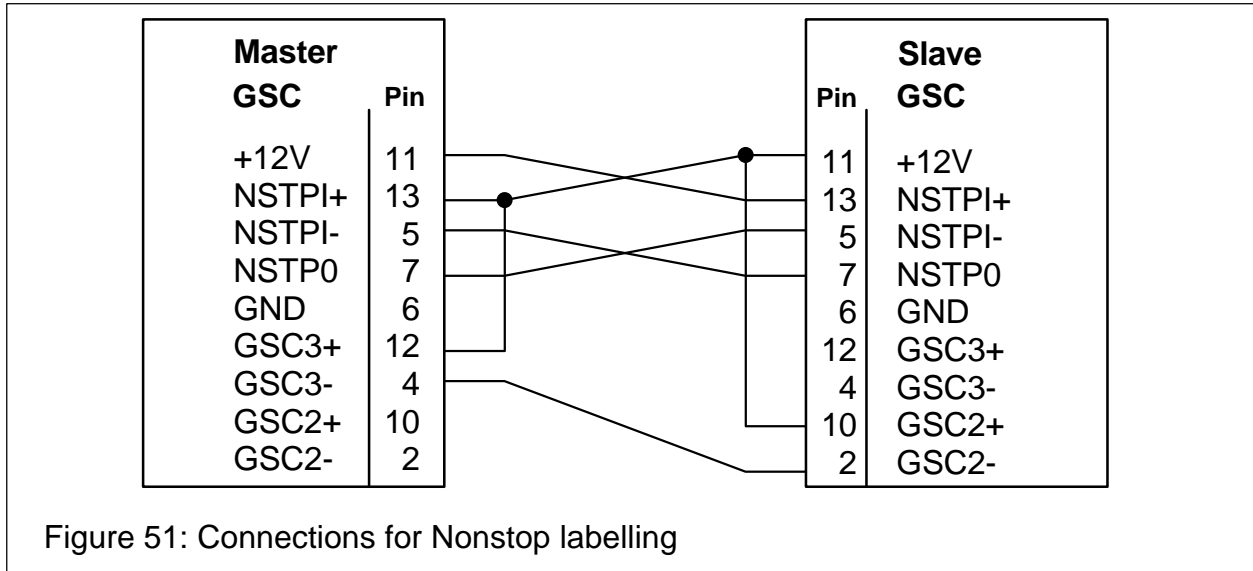 Master Slave
GSC Pin Pin GSC
+12V 11 11 +12V
NSTPI+ 13 13 NSTPI+
NSTPI- 5 5 NSTPI-
NSTP0 7 7 NSTP0
GND 6 6 GND
GSC3+ 12 12 GSC3+
GSC3- 4 4 GSC3-
GSC2+ 10 10 GSC2+
GSC2- 2 2 GSC2-
Figure 51: Connections for Nonstop labelling